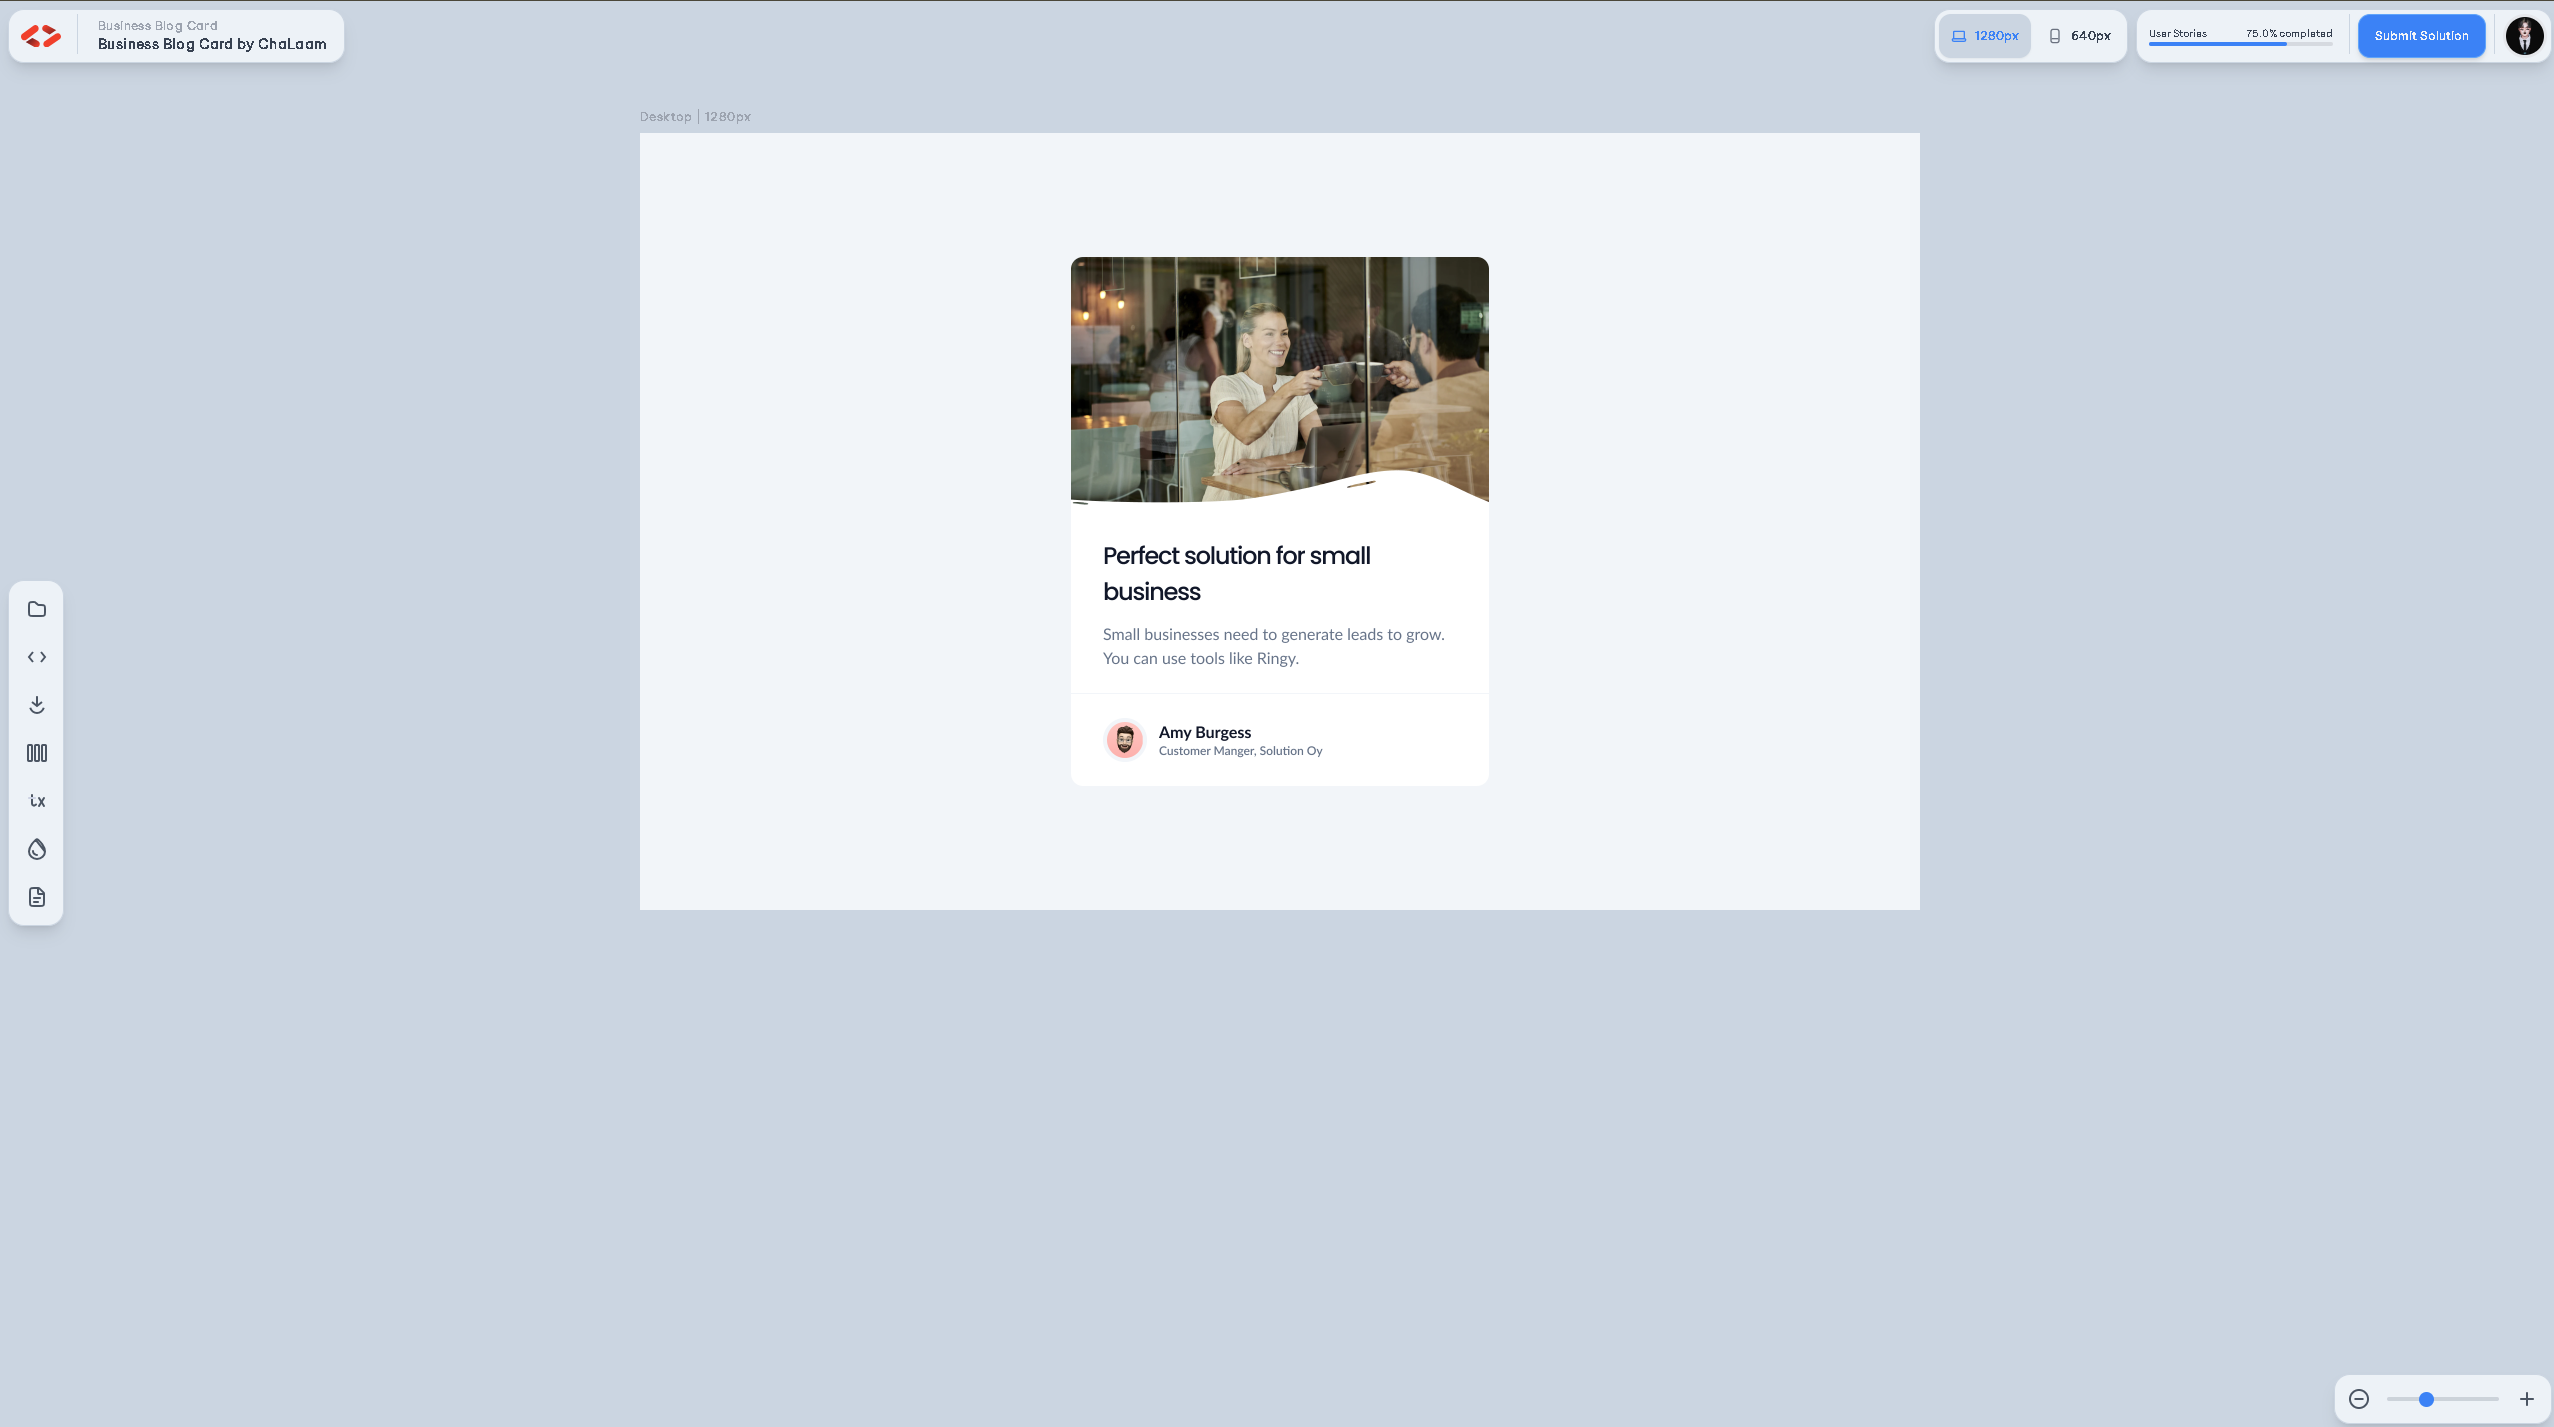 Business Blog Card
Business Blog Card by ChaLaam
1280px
640px
User Stories
75.0% completed
Submit Solution
Desktop | 1280px
Perfect solution for small
business
Small businesses need to generate leads to grow.
You can use tools like Ringy.
Amy Burgess
Customer Manger, Solution Oy
tx